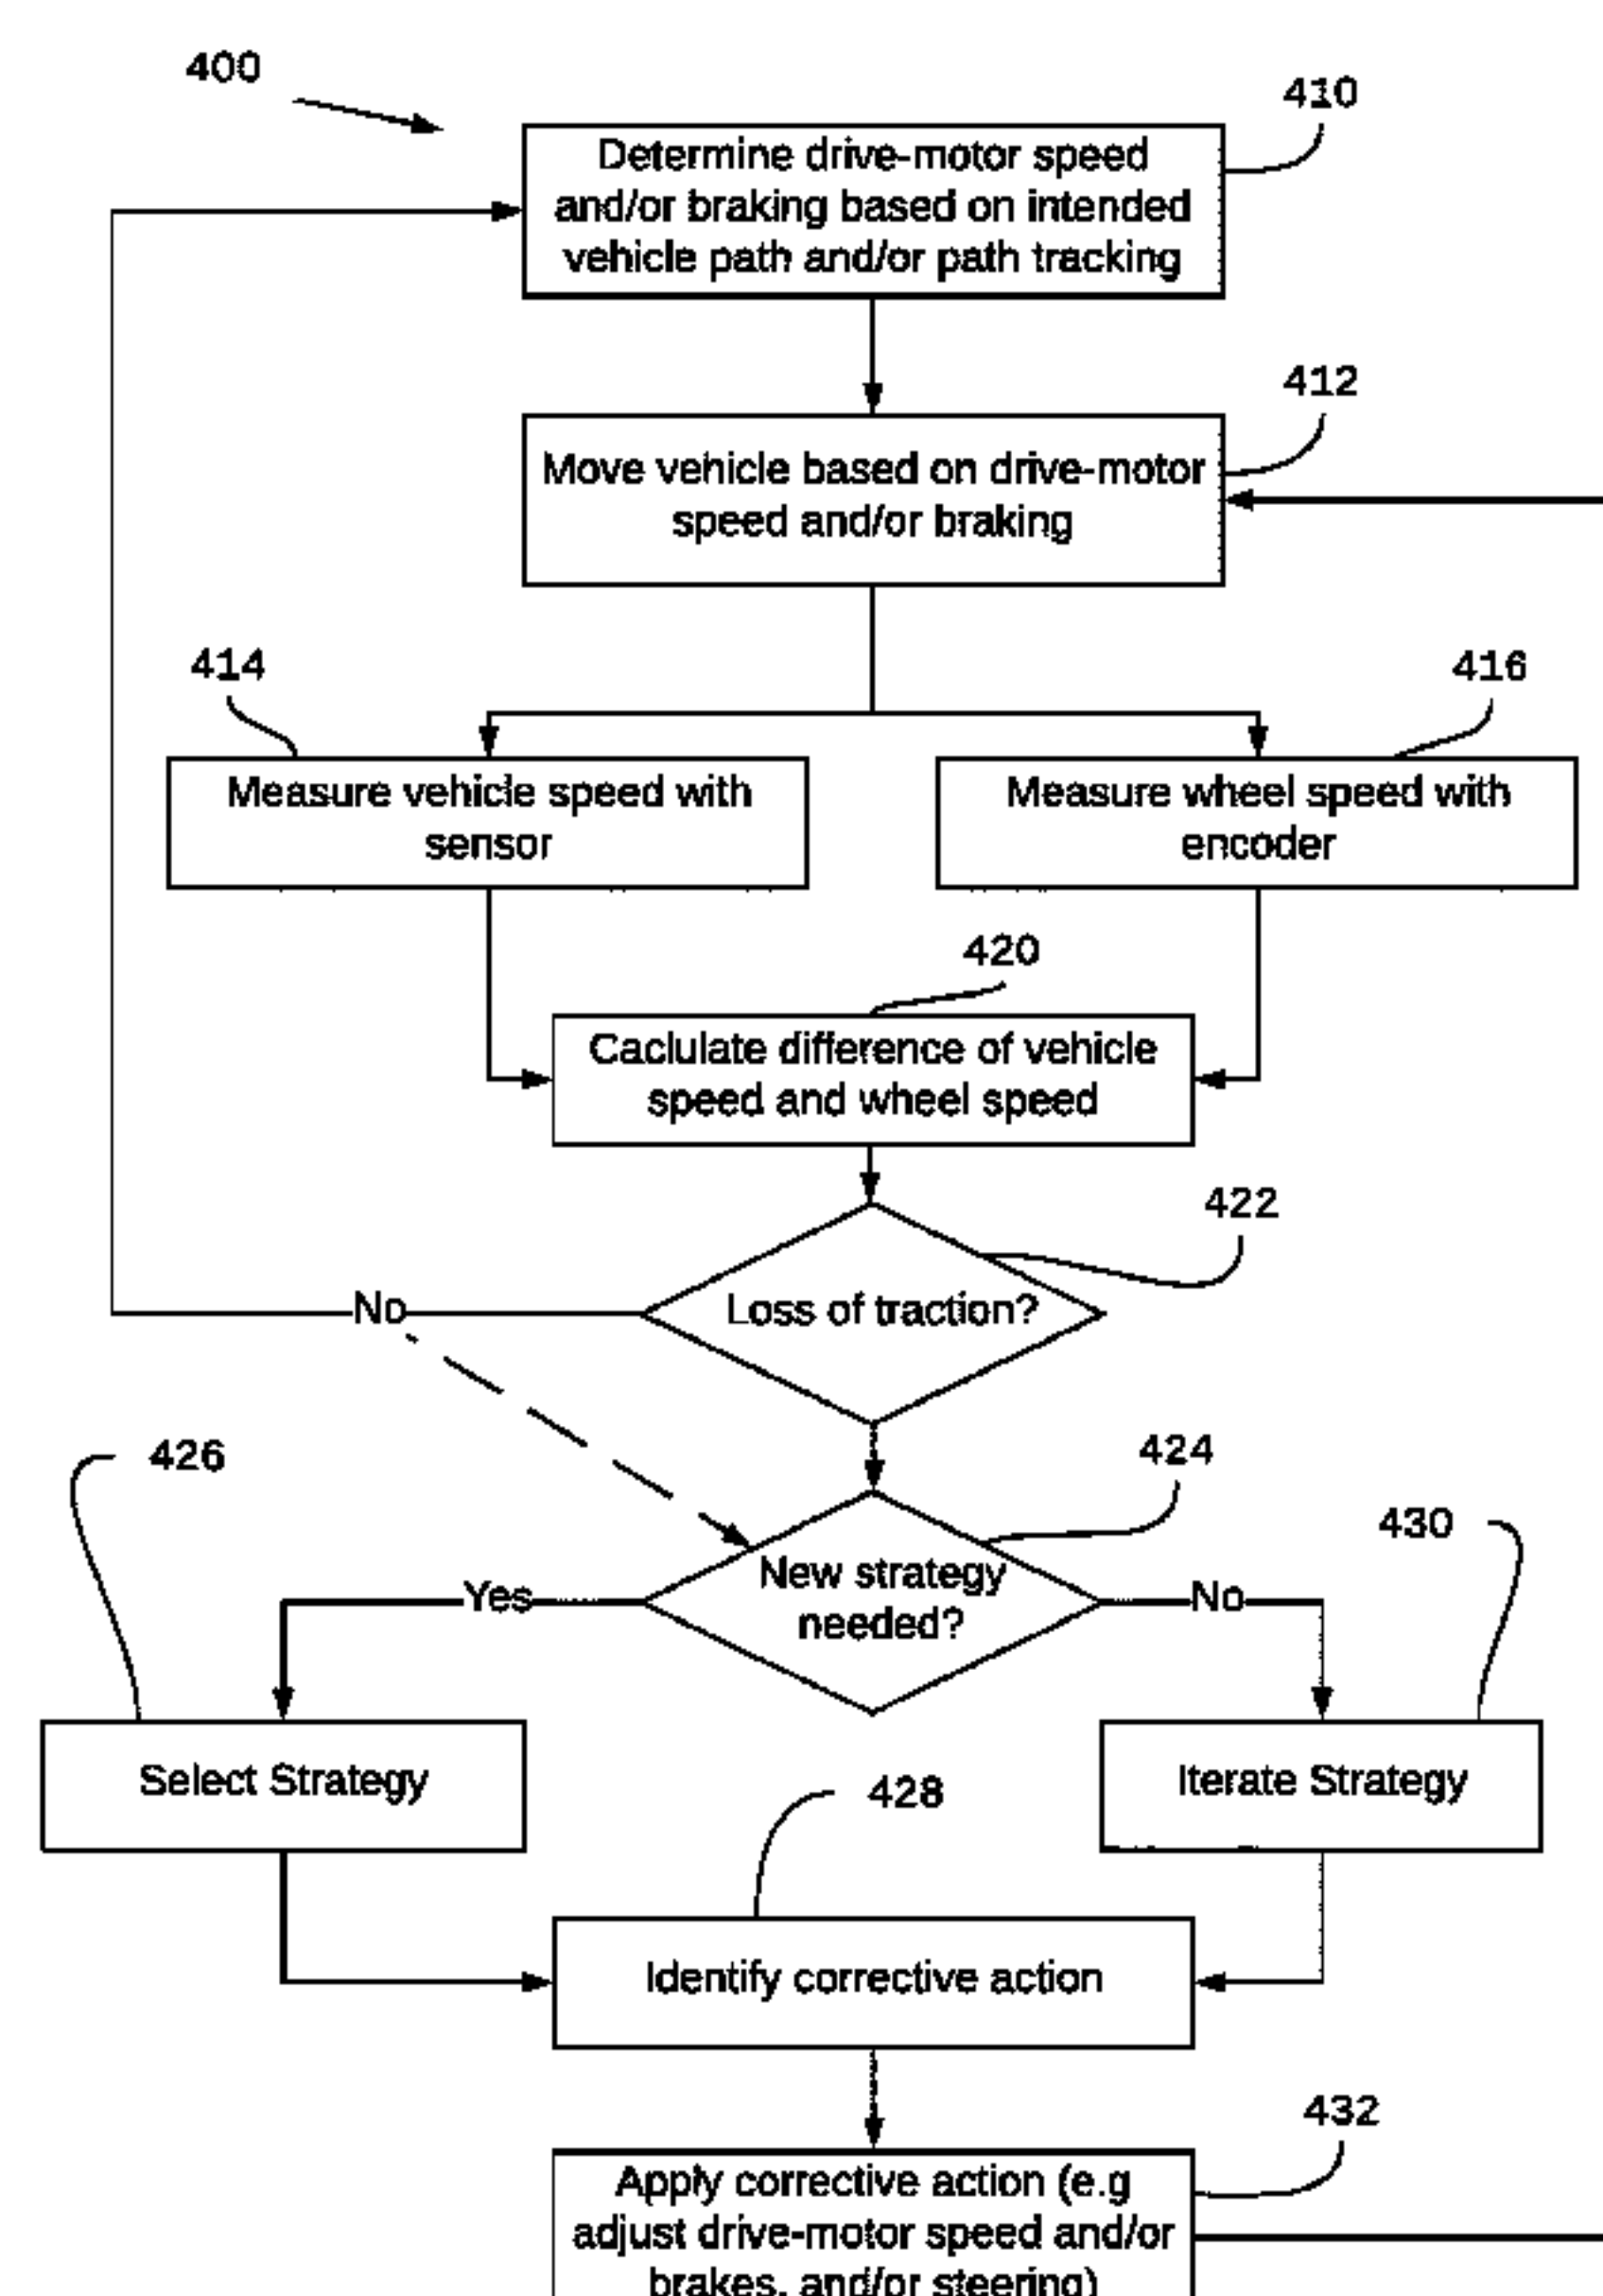 400
410
Determine drive-motor speed
and/or braking based on intended
vehicle path and/or path tracking
412
Move vehicle based on drive-motor
speed and/or braking
414
416
Measure vehicle speed with
sensor
Measure wheel speed with
encoder
420
Caclulate difference of vehicle
speed and wheel speed
422
Loss of traction?
No
424
426
430
New strategy
needed?
Yes
No
Select Strategy
Iterate Strategy
428
Identify corrective action
432
Apply corrective action (e.g
adjust drive-motor speed and/or
brakes, and/or steering)